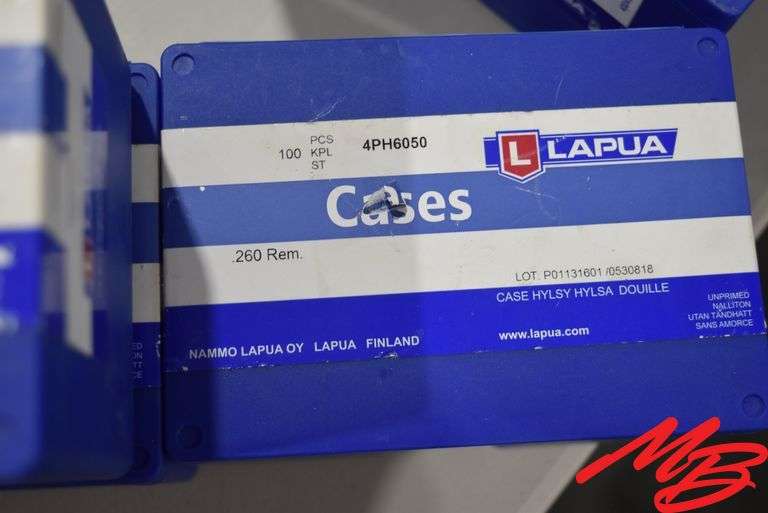 100 PCS
KPL
ST
4PH6050
L LAPUA
Cases
.260 Rem.
LOT. P01131601 /0530818
CASE HYLSY HYLSA DOUILLE
UNPRIMED
NALLITON
UTAN TÄNDHATT
SANS AMORCE
NAMMO LAPUA OY LAPUA FINLAND
www.lapua.com
MB